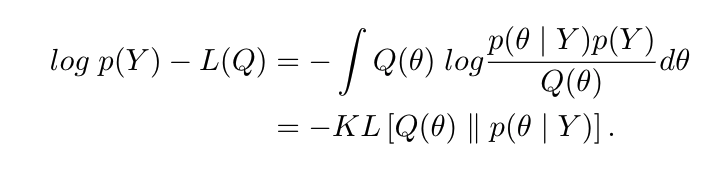 log p(Y) − L(Q) = − ∫ Q(θ) log p(θ | Y)p(Y) / Q(θ) dθ
= −KL [Q(θ) ∥ p(θ | Y)] .